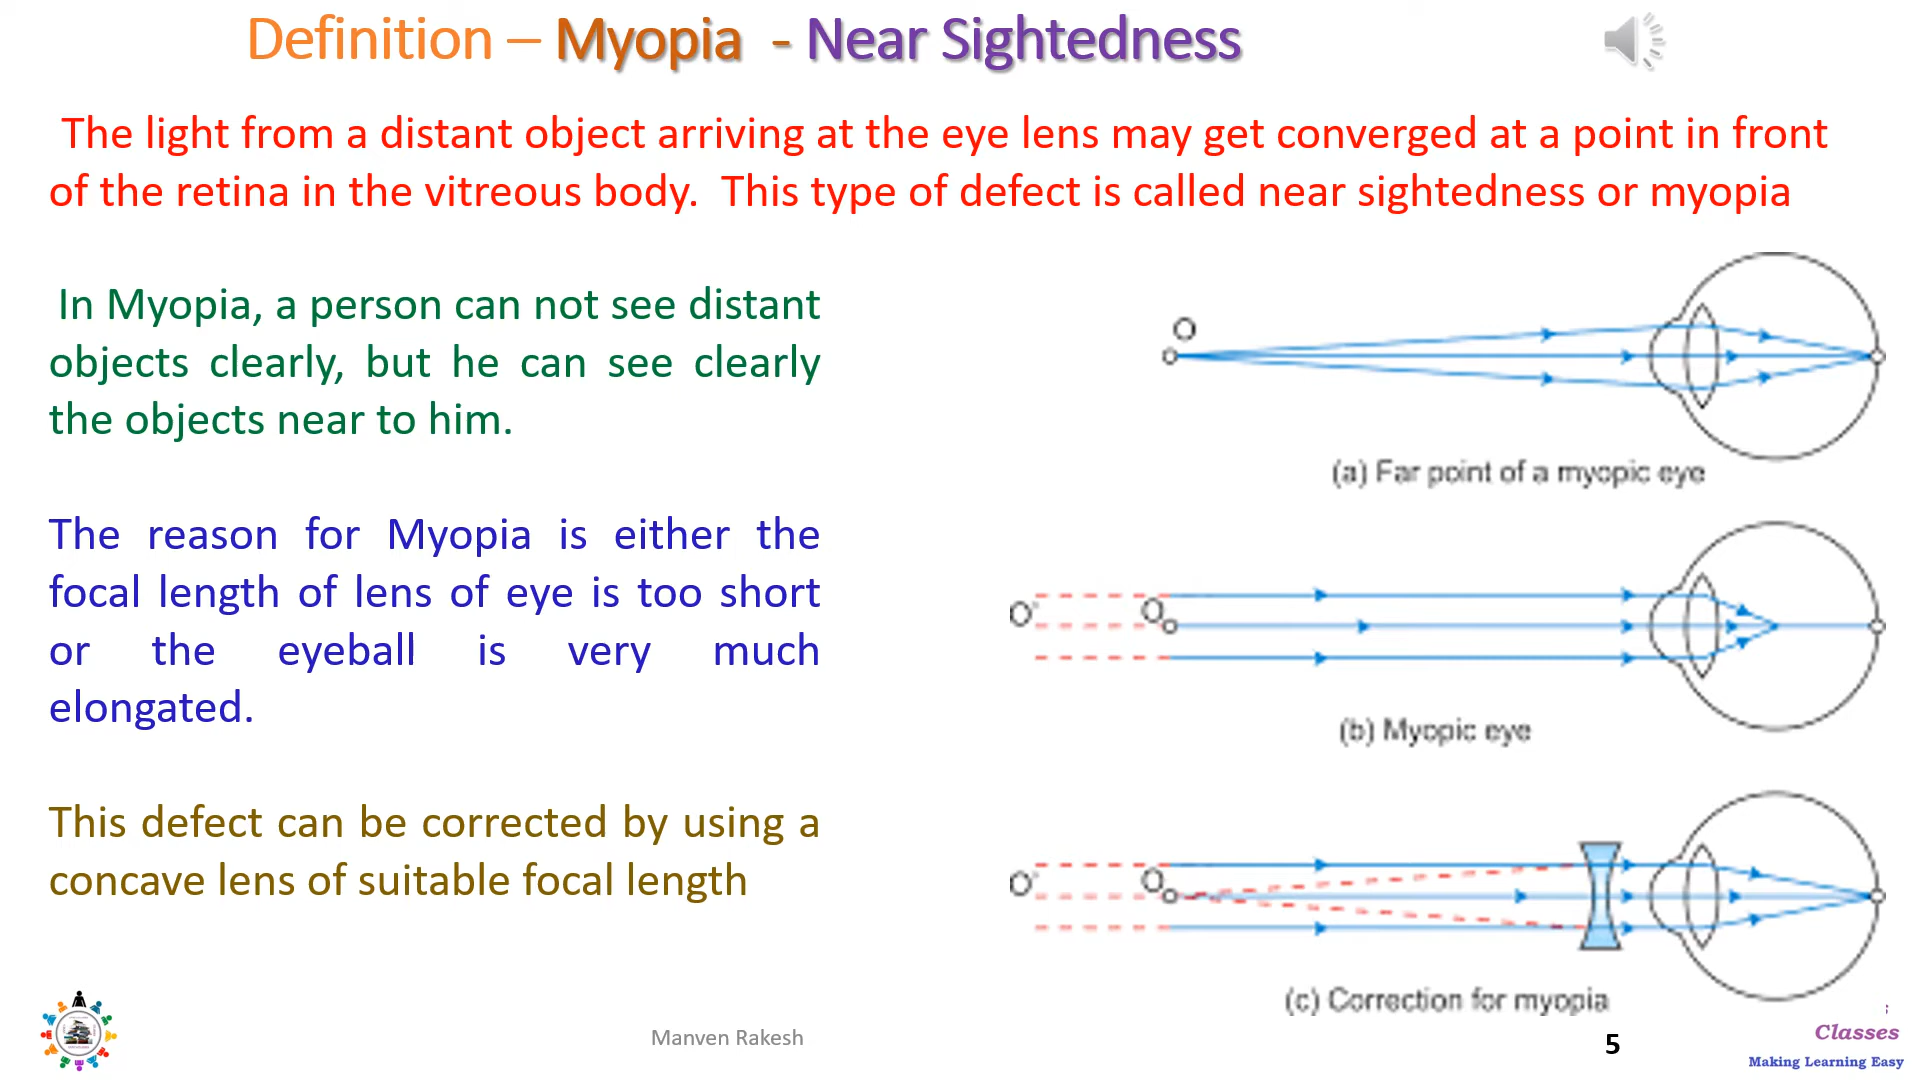 Definition – Myopia - Near Sightedness
The light from a distant object arriving at the eye lens may get converged at a point in front
of the retina in the vitreous body. This type of defect is called near sightedness or myopia
In Myopia, a person can not see distant
objects clearly, but he can see clearly
the objects near to him.
The reason for Myopia is either the
focal length of lens of eye is too short
or the eyeball is very much
elongated.
This defect can be corrected by using a
concave lens of suitable focal length
O
(a) Far point of a myopic eye
O' O
(b) Myopic eye
O' O
(c) Correction for myopia
Manven Rakesh
5
Classes
Making Learning Easy